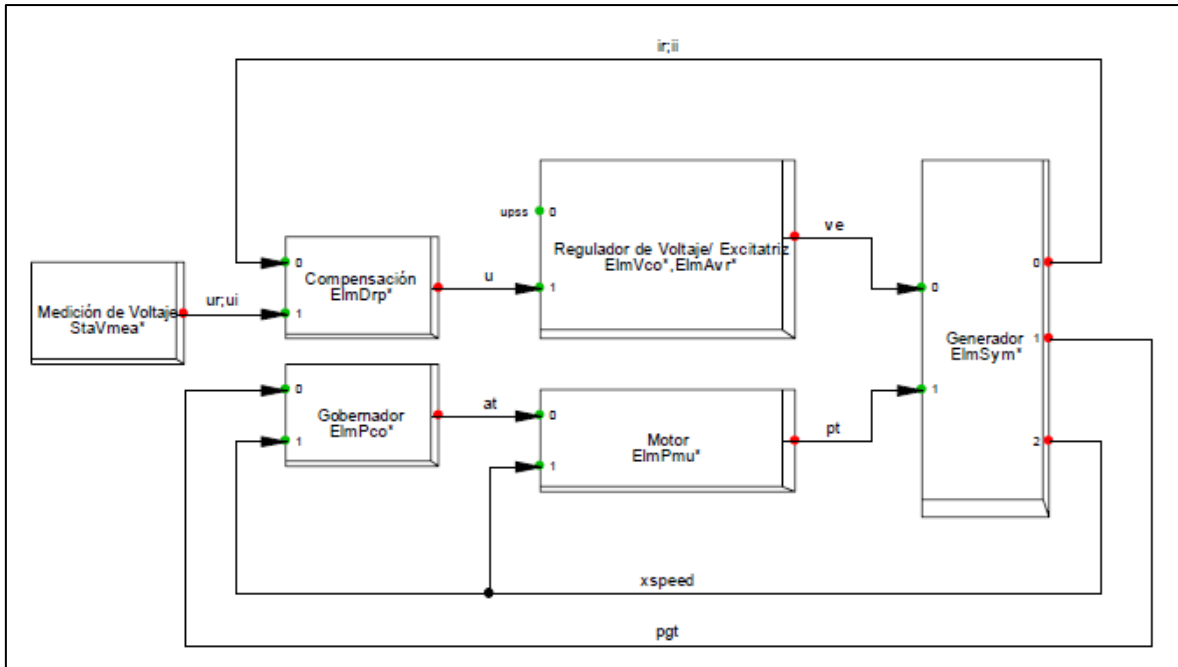 ir;ii
upss
0
Regulador de Voltaje/ Excitatriz
ElmVco*,ElmAvr*
1
ve
0
Compensación
ElmDrp*
1
u
Medición de Voltaje
StaVmea*
ur;ui
0
1
Generador
ElmSym*
0
1
2
0
Gobernador
ElmPco*
1
at
0
Motor
ElmPmu*
1
pt
xspeed
pgt